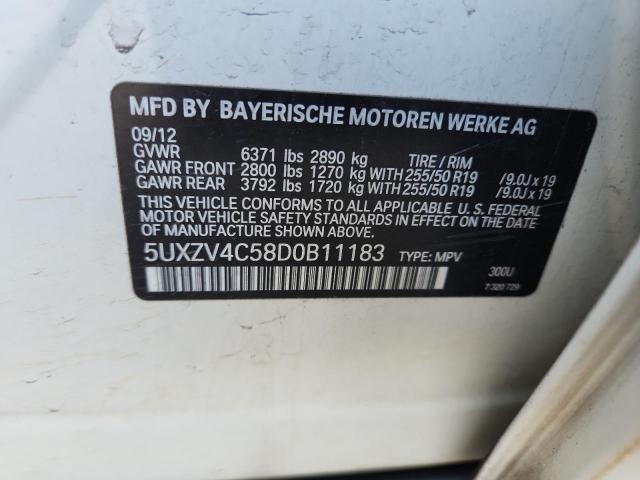 MFD BY BAYERISCHE MOTOREN WERKE AG
09/12
GVWR 6371 lbs 2890 kg TIRE / RIM
GAWR FRONT 2800 lbs 1270 kg WITH 255/50 R19 /9.0J x 19
GAWR REAR 3792 lbs 1720 kg WITH 255/50 R19 /9.0J x 19
THIS VEHICLE CONFORMS TO ALL APPLICABLE U.S. FEDERAL
MOTOR VEHICLE SAFETY STANDARDS IN EFFECT ON THE DATE
OF MANUFACTURE SHOWN ABOVE.
5UXZV4C58D0B11183 TYPE: MPV
300U
7 320 729